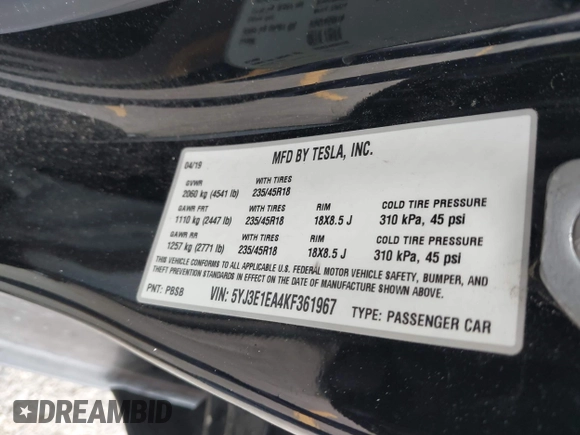 MFD BY TESLA, INC.
04/19
GVWR WITH TIRES
2060 kg (4541 lb) 235/45R18
GAWR FRT WITH TIRES RIM COLD TIRE PRESSURE
1110 kg (2447 lb) 235/45R18 18X8.5 J 310 kPa, 45 psi
GAWR RR WITH TIRES RIM COLD TIRE PRESSURE
1257 kg (2771 lb) 235/45R18 18X8.5 J 310 kPa, 45 psi
THIS VEHICLE CONFORMS TO ALL APPLICABLE U.S. FEDERAL MOTOR VEHICLE SAFETY, BUMPER, AND
THEFT PREVENTION STANDARDS IN EFFECT ON THE DATE OF MANUFACTURE SHOWN ABOVE.
PNT: PBSB VIN: 5YJ3E1EA4KF361967 TYPE: PASSENGER CAR
DREAMBID